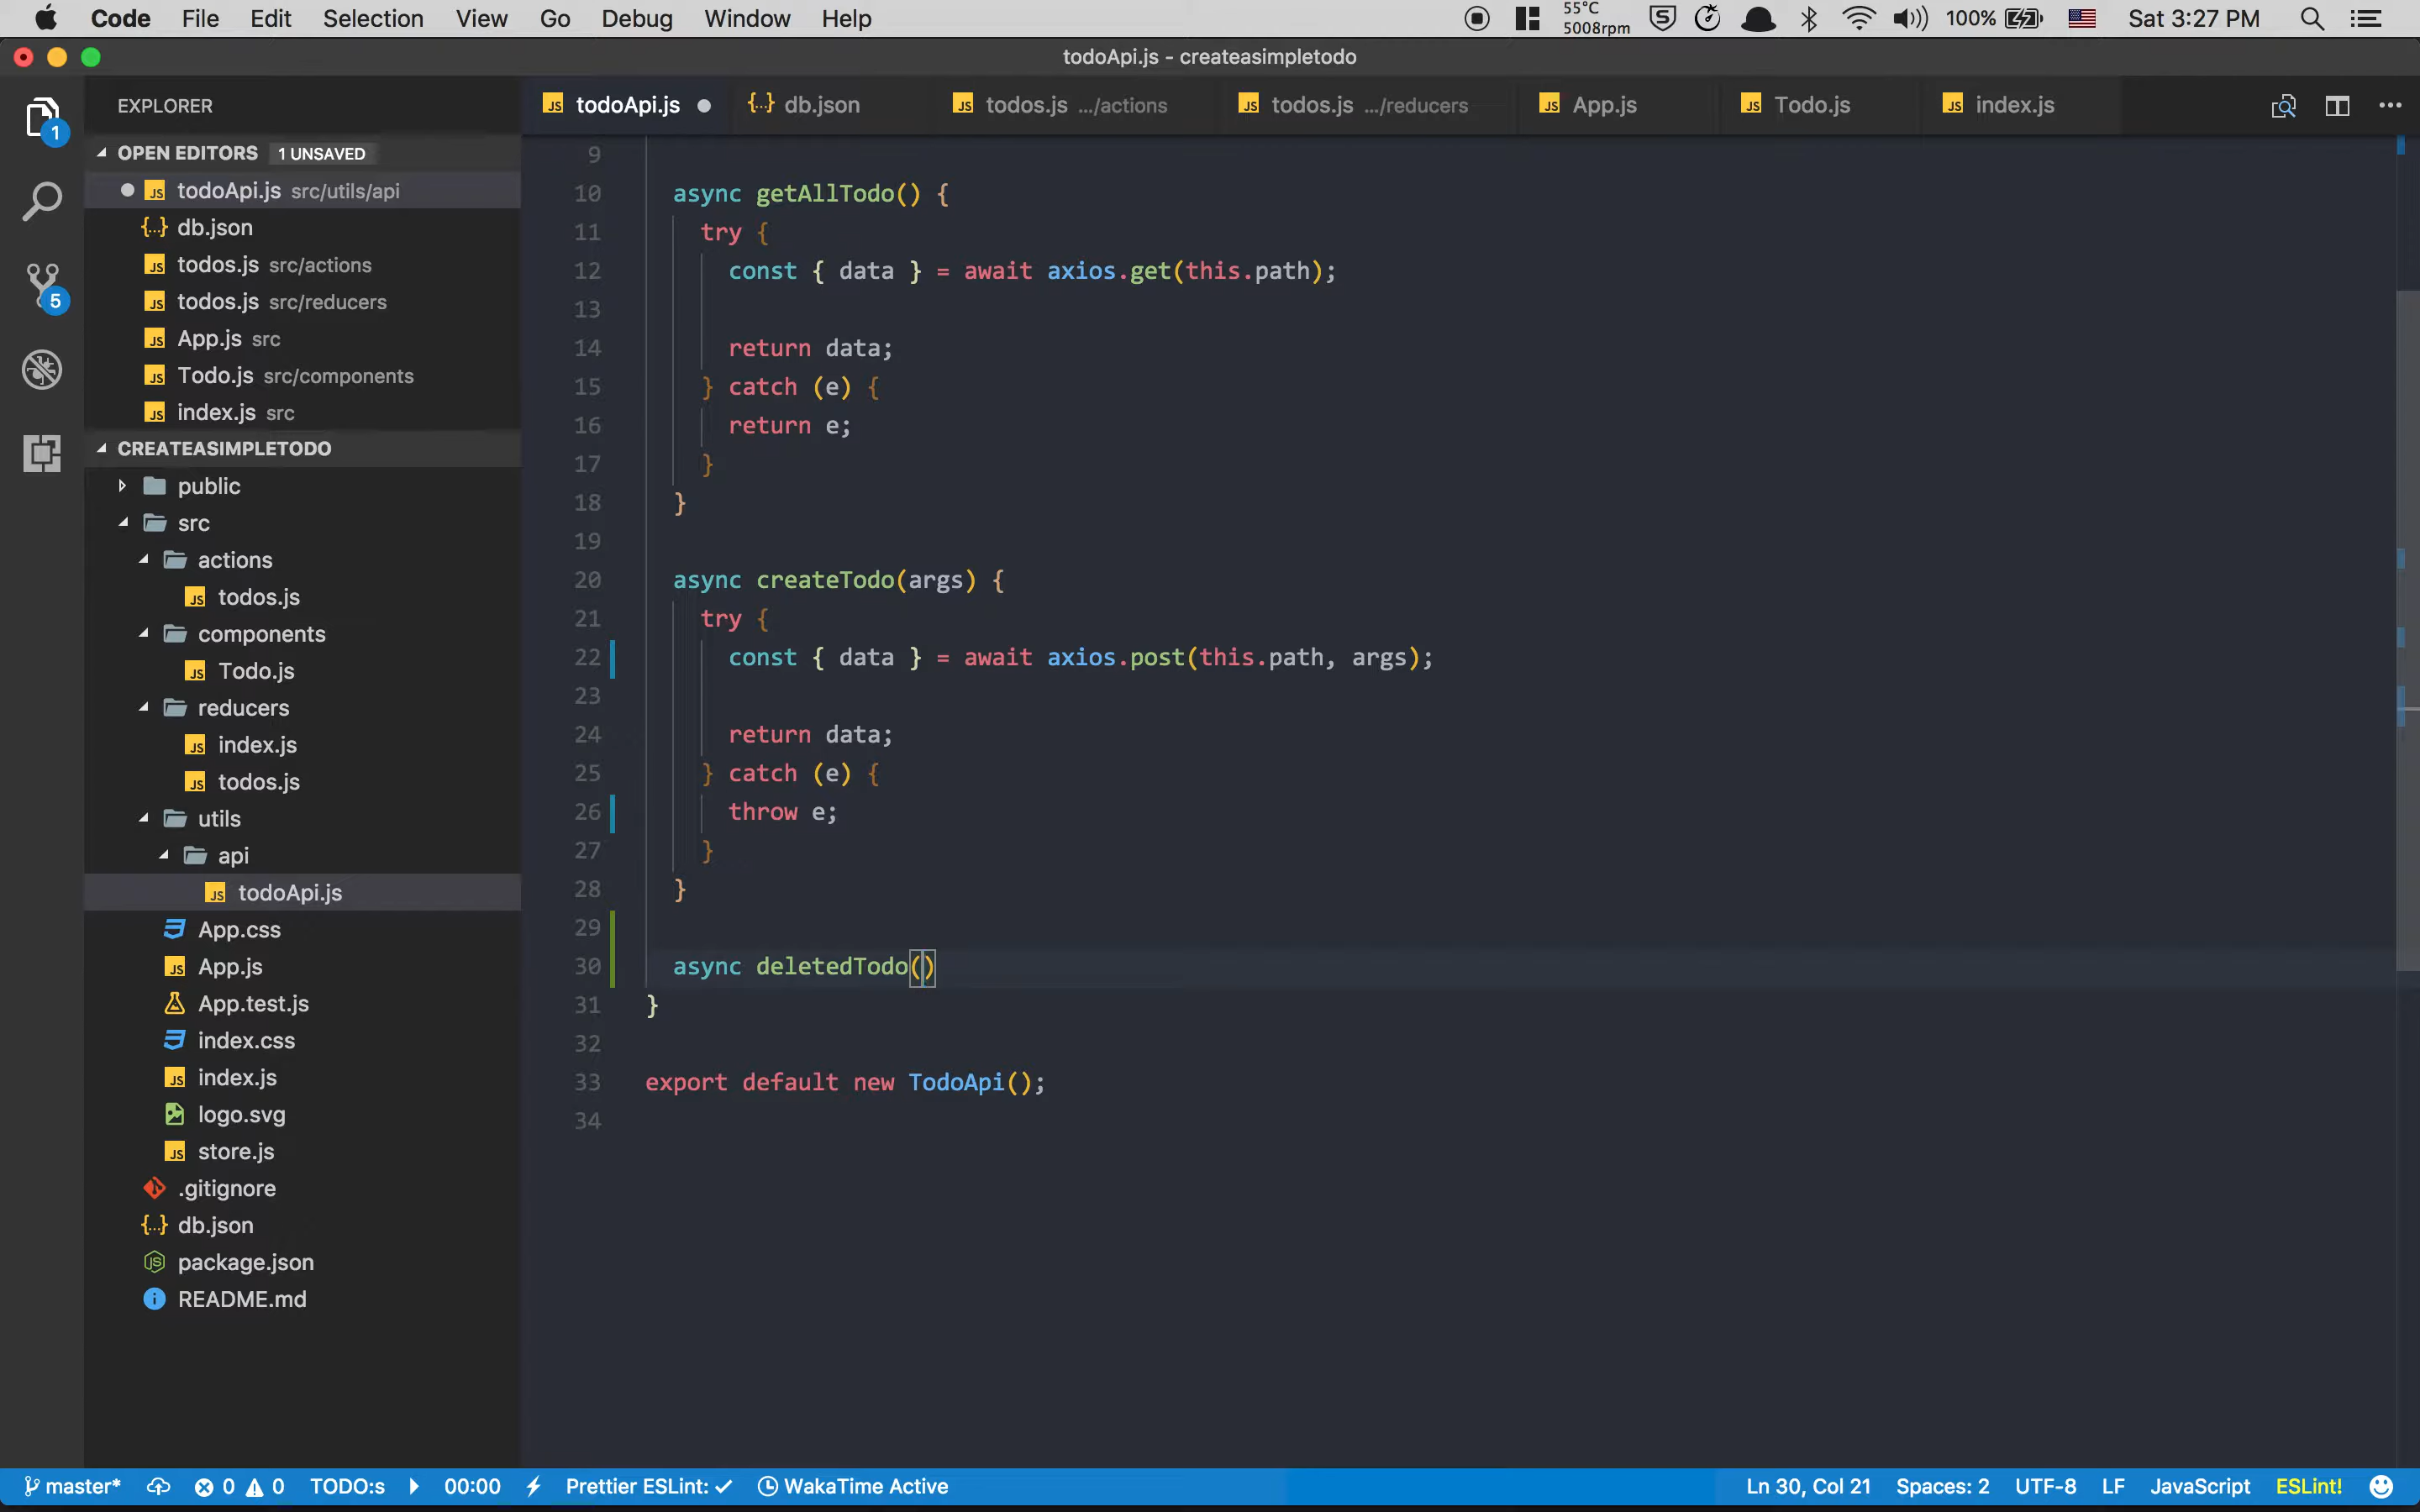 Code File Edit Selection View Go Debug Window Help 55°C 5008rpm 100% Sat 3:27 PM
todoApi.js - createasimpletodo
EXPLORER
todoApi.js db.json todos.js .../actions todos.js .../reducers App.js Todo.js index.js
1
OPEN EDITORS 1 UNSAVED
todoApi.js src/utils/api
db.json
todos.js src/actions
5
todos.js src/reducers
App.js src
Todo.js src/components
index.js src
CREATEASIMPLETODO
public
src
actions
todos.js
components
Todo.js
reducers
index.js
todos.js
utils
api
todoApi.js
App.css
App.js
App.test.js
index.css
index.js
logo.svg
store.js
.gitignore
db.json
package.json
README.md
9
10 async getAllTodo() {
11 try {
12 const { data } = await axios.get(this.path);
13
14 return data;
15 } catch (e) {
16 return e;
17 }
18 }
19
20 async createTodo(args) {
21 try {
22 const { data } = await axios.post(this.path, args);
23
24 return data;
25 } catch (e) {
26 throw e;
27 }
28 }
29
30 async deletedTodo()
31 }
32
33 export default new TodoApi();
34
master* 0 0 TODO:s 00:00 Prettier ESLint: ✓ WakaTime Active Ln 30, Col 21 Spaces: 2 UTF-8 LF JavaScript ESLint!